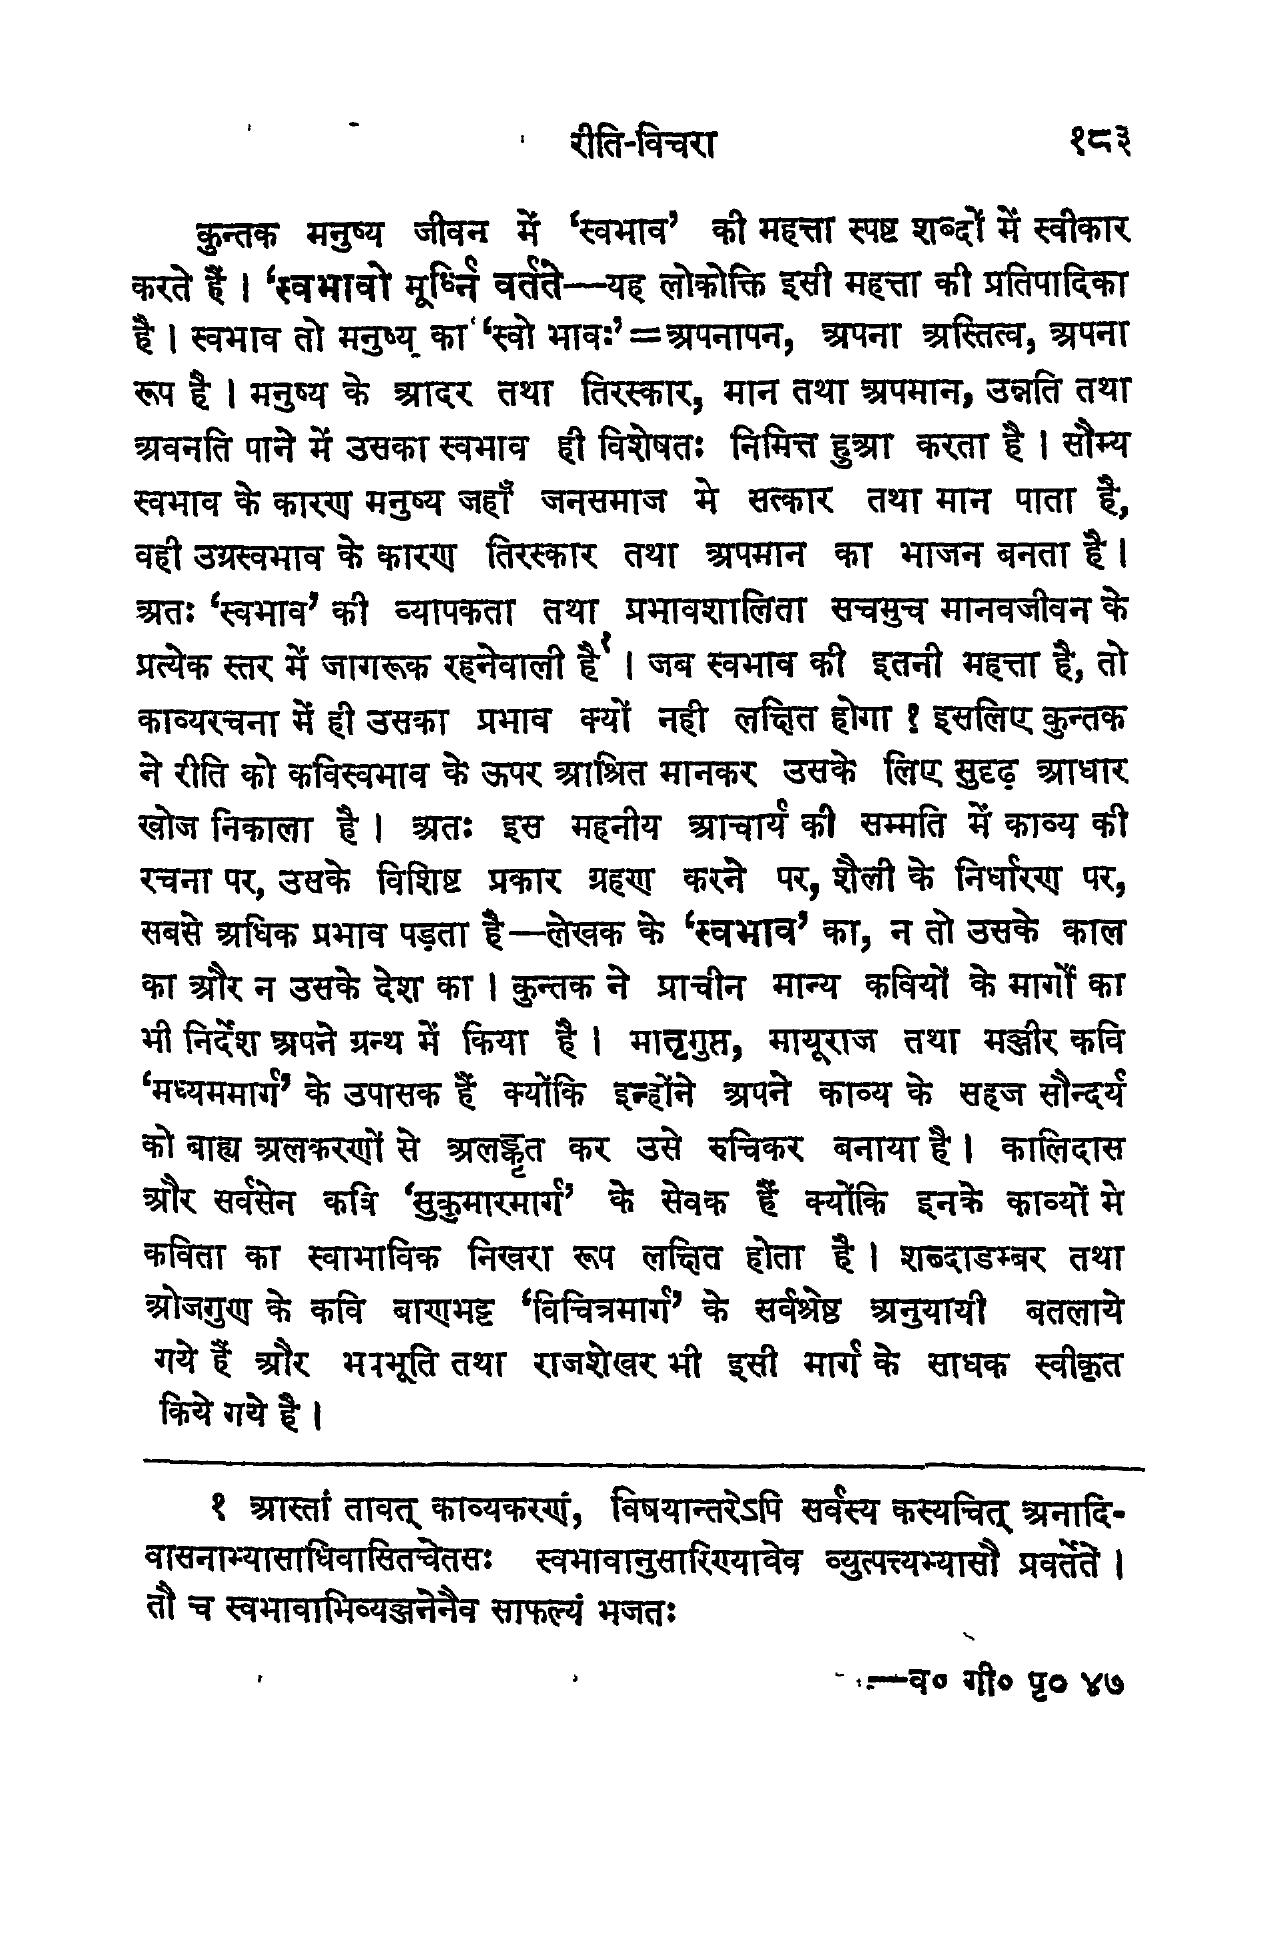 रीति-विचरा १८३
कुन्तक मनुष्य जीवन में ‘स्वभाव’ की महत्ता स्पष्ट शब्दों में स्वीकार
करते हैं । ‘स्वभावो मूर्ध्नि वर्तते—यह लोकोक्ति इसी महत्ता की प्रतिपादिका
है । स्वभाव तो मनुष्य का ‘स्वो भावः’=अपनापन, अपना अस्तित्व, अपना
रूप है । मनुष्य के आदर तथा तिरस्कार, मान तथा अपमान, उन्नति तथा
अवनति पाने में उसका स्वभाव ही विशेषतः निमित्त हुआ करता है । सौम्य
स्वभाव के कारण मनुष्य जहाँ जनसमाज मे सत्कार तथा मान पाता है,
वही उग्रस्वभाव के कारण तिरस्कार तथा अपमान का भाजन बनता है ।
अतः ‘स्वभाव’ की व्यापकता तथा प्रभावशालिता सचमुच मानवजीवन के
प्रत्येक स्तर में जागरूक रहनेवाली है१ । जब स्वभाव की इतनी महत्ता है, तो
काव्यरचना में ही उसका प्रभाव क्यों नही लक्षित होगा ! इसलिए कुन्तक
ने रीति को कविस्वभाव के ऊपर आश्रित मानकर उसके लिए सुदृढ़ आधार
खोज निकाला है । अतः इस महनीय आचार्य की सम्मति में काव्य की
रचना पर, उसके विशिष्ट प्रकार ग्रहण करने पर, शैली के निर्धारण पर,
सबसे अधिक प्रभाव पड़ता है—लेखक के ‘स्वभाव’ का, न तो उसके काल
का और न उसके देश का । कुन्तक ने प्राचीन मान्य कवियों के मार्गों का
भी निर्देश अपने ग्रन्थ में किया है । मातृगुप्त, मायूराज तथा मञ्जीर कवि
‘मध्यममार्ग’ के उपासक हैं क्योंकि इन्होंने अपने काव्य के सहज सौन्दर्य
को बाह्य अलकरणों से अलङ्कृत कर उसे रुचिकर बनाया है । कालिदास
और सर्वसेन कवि ‘सुकुमारमार्ग’ के सेवक हैं क्योंकि इनके काव्यों मे
कविता का स्वाभाविक निखरा रूप लक्षित होता है । शब्दाडम्बर तथा
ओजगुण के कवि बाणभट्ट ‘विचित्रमार्ग’ के सर्वश्रेष्ठ अनुयायी बतलाये
गये हैं और भवभूति तथा राजशेखर भी इसी मार्ग के साधक स्वीकृत
किये गये है ।
१ आस्तां तावत् काव्यकरणं, विषयान्तरेऽपि सर्वस्य कस्यचित् अनादि-
वासनाभ्यासाधिवासितचेतसः स्वभावानुसारिण्यावेव व्युत्पत्त्यभ्यासौ प्रवर्तेते ।
तौ च स्वभावाभिव्यञ्जनेनैव साफल्यं भजतः
—व० गी० पृ० ४७